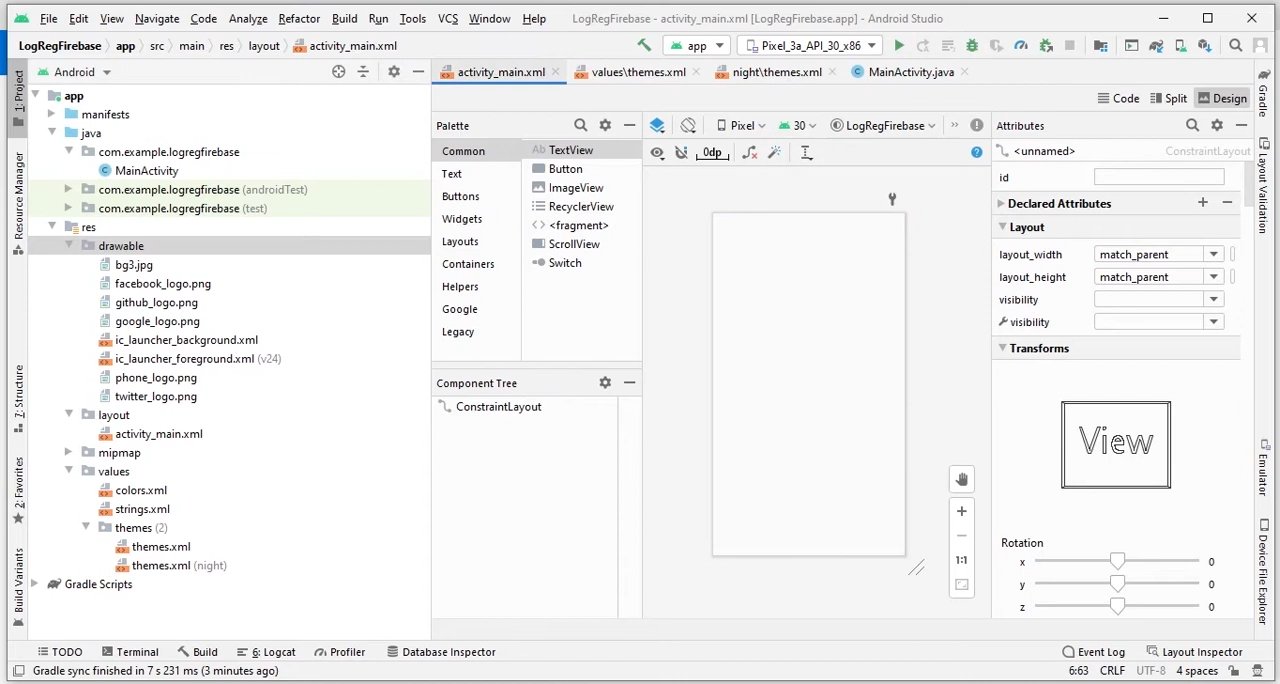 File Edit View Navigate Code Analyze Refactor Build Run Tools VCS Window Help LogRegFirebase - activity_main.xml [LogRegFirebase.app] - Android Studio
LogRegFirebase app src main res layout activity_main.xml app Pixel_3a_API_30_x86
Android
activity_main.xml values\themes.xml night\themes.xml MainActivity.java
Code Split Design
1: Project
Resource Manager
7: Structure
2: Favorites
Build Variants
app
manifests
java
com.example.logregfirebase
MainActivity
com.example.logregfirebase (androidTest)
com.example.logregfirebase (test)
res
drawable
bg3.jpg
facebook_logo.png
github_logo.png
google_logo.png
ic_launcher_background.xml
ic_launcher_foreground.xml (v24)
phone_logo.png
twitter_logo.png
layout
activity_main.xml
mipmap
values
colors.xml
strings.xml
themes (2)
themes.xml
themes.xml (night)
Gradle Scripts
Palette
Common
Text
Buttons
Widgets
Layouts
Containers
Helpers
Google
Legacy
Ab TextView
Button
ImageView
RecyclerView
<fragment>
ScrollView
Switch
Component Tree
ConstraintLayout
Pixel 30 LogRegFirebase
0dp
1:1
Attributes
<unnamed> ConstraintLayout
id
Declared Attributes
Layout
layout_width match_parent
layout_height match_parent
visibility
visibility
Transforms
View
Rotation
x 0
y 0
z 0
Gradle
Layout Validation
Emulator
Device File Explorer
TODO Terminal Build 6: Logcat Profiler Database Inspector Event Log Layout Inspector
Gradle sync finished in 7 s 231 ms (3 minutes ago) 6:63 CRLF UTF-8 4 spaces